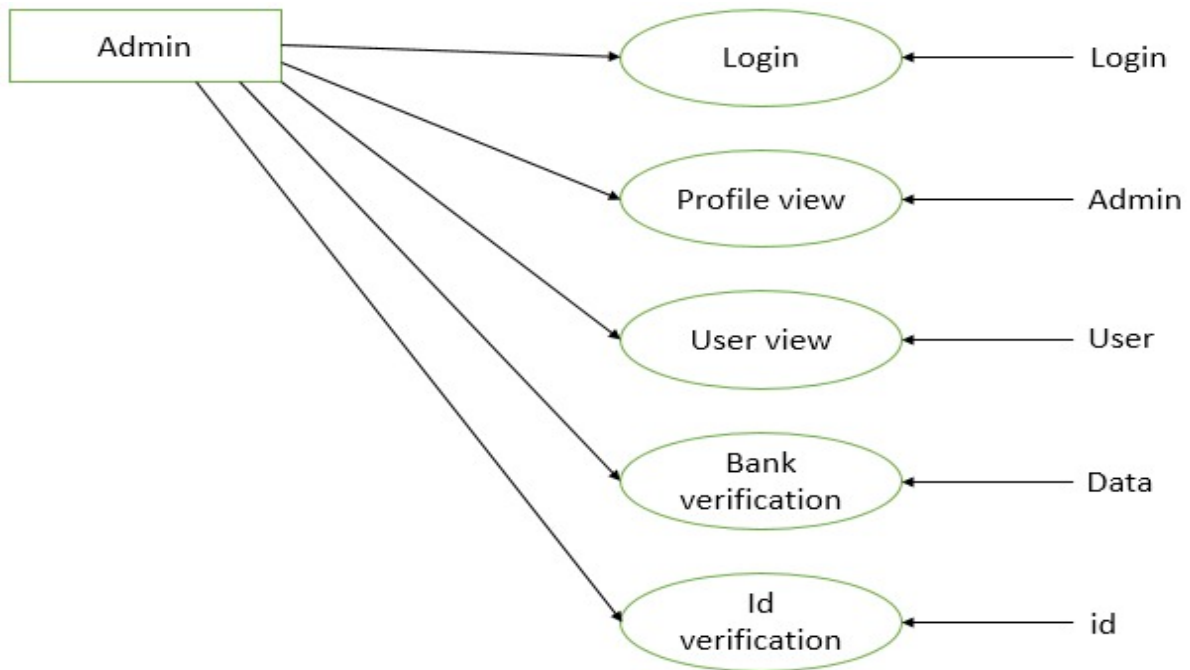 Admin
Login
Login
Profile view
Admin
User view
User
Bank
verification
Data
Id
verification
id